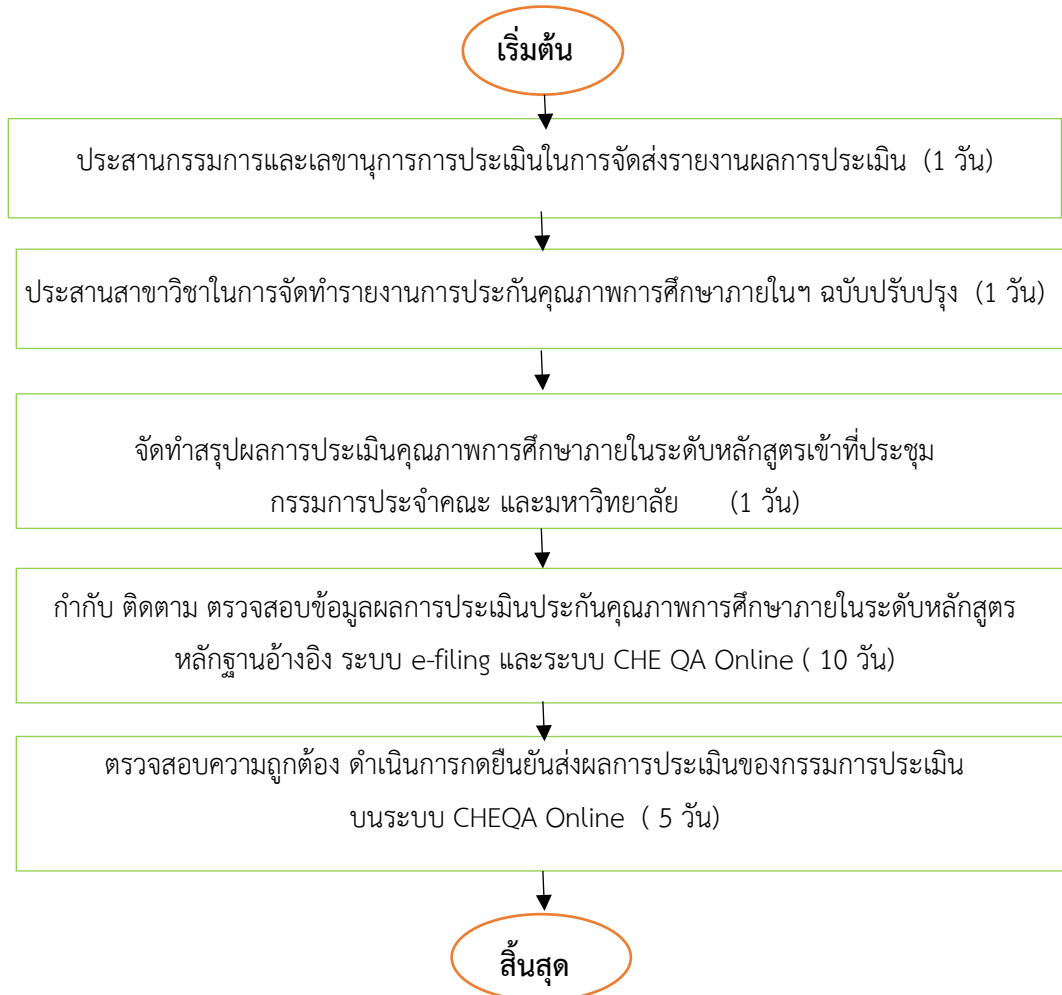 เริ่มต้น
ประสานกรรมการและเลขานุการการประเมินในการจัดส่งรายงานผลการประเมิน (1 วัน)
ประสานสาขาวิชาในการจัดทำรายงานการประกันคุณภาพการศึกษาภายในฯ ฉบับปรับปรุง (1 วัน)
จัดทำสรุปผลการประเมินคุณภาพการศึกษาภายในระดับหลักสูตรเข้าที่ประชุม
กรรมการประจำคณะ และมหาวิทยาลัย (1 วัน)
กำกับ ติดตาม ตรวจสอบข้อมูลผลการประเมินประกันคุณภาพการศึกษาภายในระดับหลักสูตร
หลักฐานอ้างอิง ระบบ e-filing และระบบ CHE QA Online ( 10 วัน)
ตรวจสอบความถูกต้อง ดำเนินการกดยืนยันส่งผลการประเมินของกรรมการประเมิน
บนระบบ CHEQA Online ( 5 วัน)
สิ้นสุด